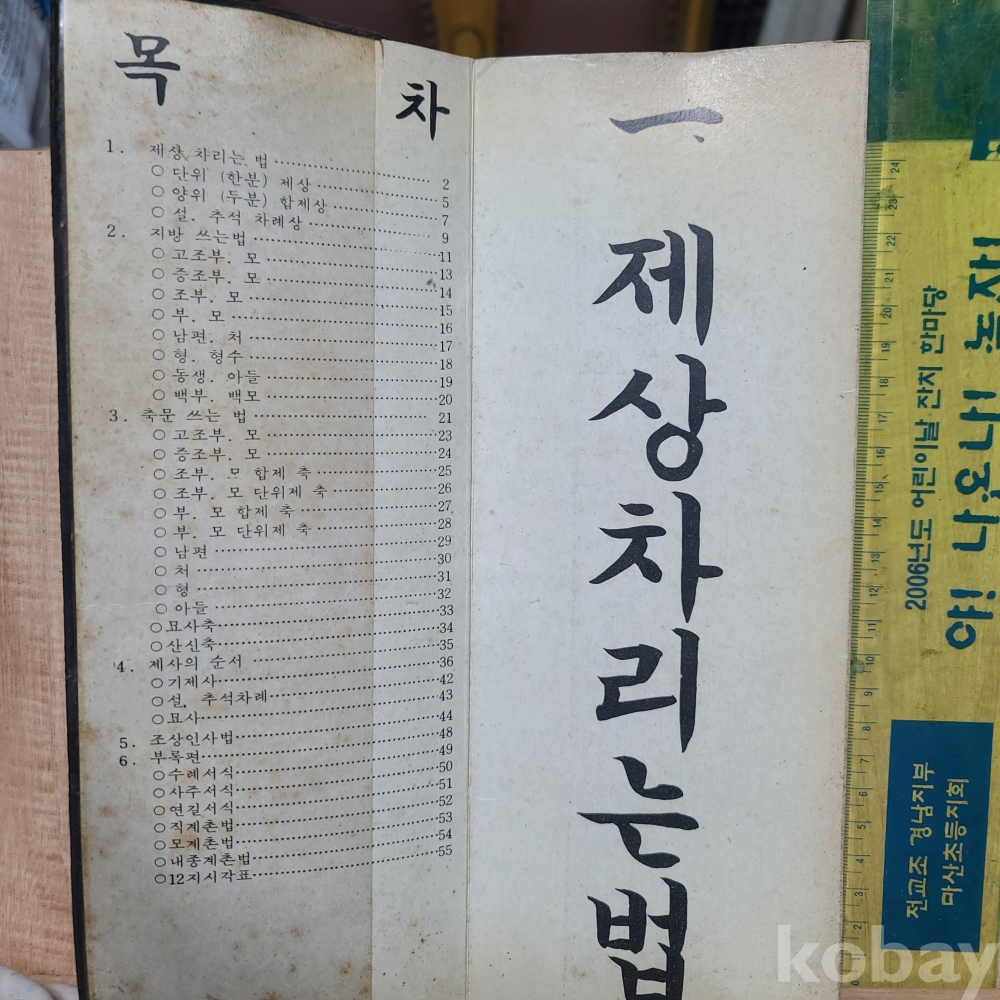 목 차
1. 제상 차리는 법 2
○ 단위 (한분) 제상 5
○ 양위 (두분) 합제상 7
○ 설. 추석 차례상 9
2. 지방 쓰는법 11
○ 고조부. 모 13
○ 증조부. 모 14
○ 조부. 모 15
○ 부. 모 16
○ 남편. 처 17
○ 형. 형수 18
○ 동생. 아들 19
○ 백부. 백모 20
3. 축문 쓰는 법 21
○ 고조부. 모 23
○ 증조부. 모 24
○ 조부. 모 합제 축 25
○ 조부. 모 단위제 축 26
○ 부. 모 합제 축 27
○ 부. 모 단위제 축 28
○ 남편 29
○ 처 30
○ 형 31
○ 아들 32
○ 묘사축 33
○ 산신축 34
4. 제사의 순서 35
○ 기제사 36
○ 설, 추석차례 42
○ 묘사 43
5. 조상인사법 44
6. 부록편 48
○ 수례서식 49
○ 사주서식 50
○ 연길서식 51
○ 직계촌법 52
○ 모계촌법 53
○ 내종계촌법 54
○ 12지시각표 55
一. 제상차리는법
2006년도 어린이날 잔치 한마당
야! 나오너! 놀자!
전교조 경남지부
마산초등지회
kobay